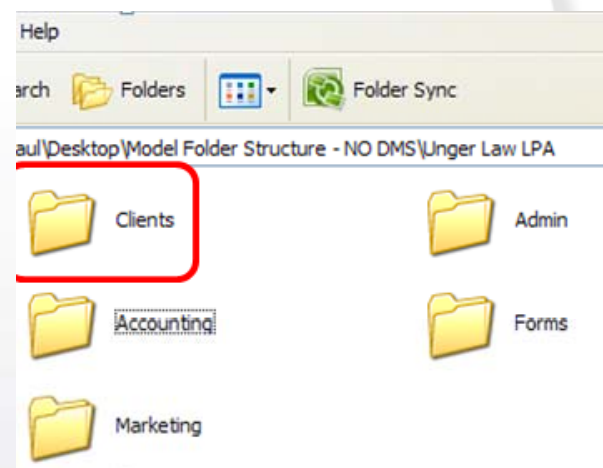 Help
arch Folders Folder Sync
aul\Desktop\Model Folder Structure - NO DMS\Unger Law LPA
Clients Admin
Accounting Forms
Marketing